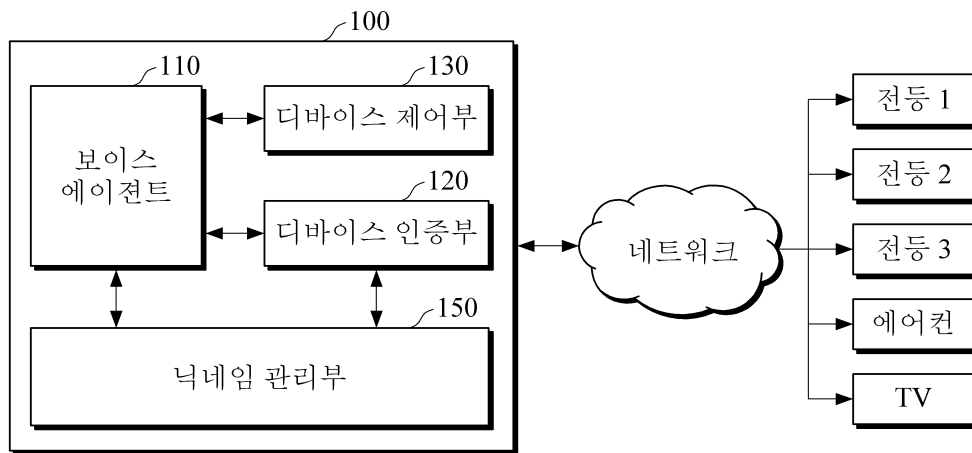 100
110
보이스
에이젼트
130
디바이스 제어부
120
디바이스 인증부
150
닉네임 관리부
네트워크
전등 1
전등 2
전등 3
에어컨
TV